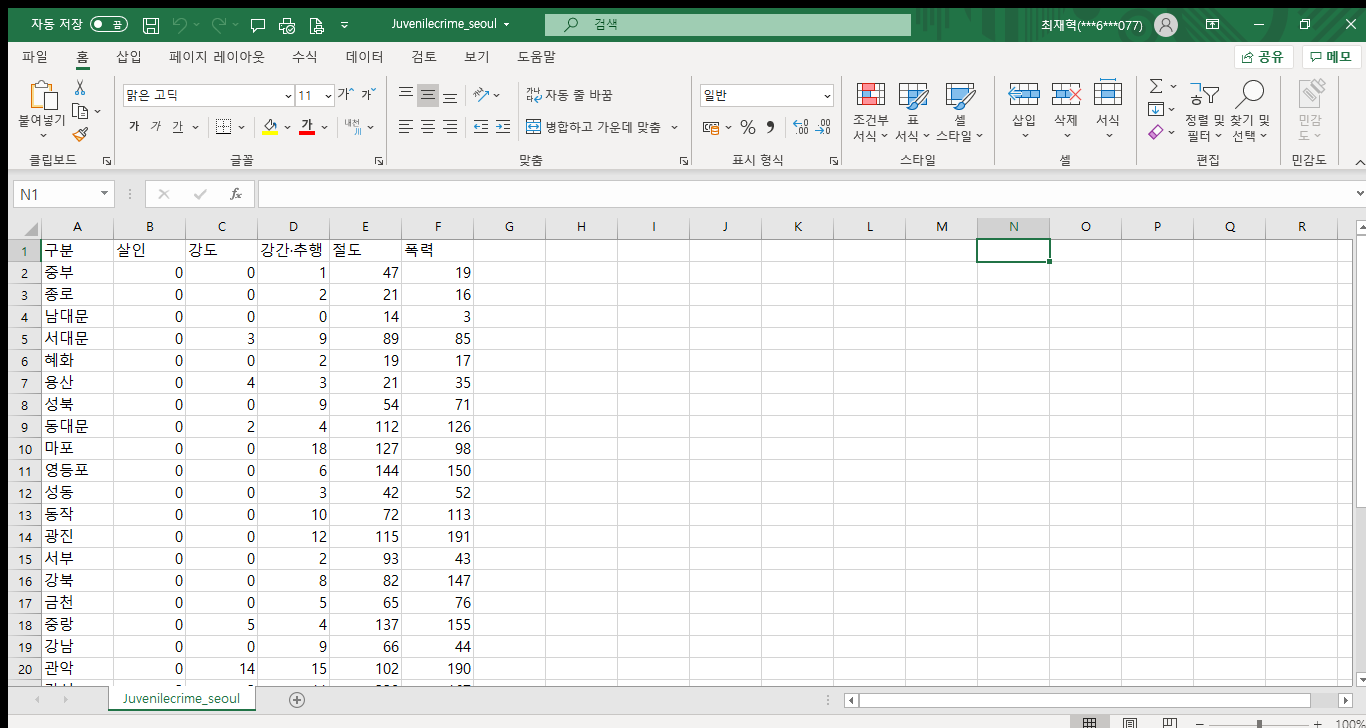 자동 저장 끔 Juvenilecrime_seoul 검색 최재혁(***6***077)
파일 홈 삽입 페이지 레이아웃 수식 데이터 검토 보기 도움말 공유 메모
붙여넣기 맑은 고딕 11 가 가 자동 줄 바꿈 일반 조건부 서식 표 서식 셀 스타일 삽입 삭제 서식 정렬 및 필터 찾기 및 선택 민감도
가 가 가 가 병합하고 가운데 맞춤 %
클립보드 글꼴 맞춤 표시 형식 스타일 셀 편집 민감도
N1 fx
A B C D E F G H I J K L M N O P Q R
1 구분 살인 강도 강간·추행 절도 폭력
2 중부 0 0 1 47 19
3 종로 0 0 2 21 16
4 남대문 0 0 0 14 3
5 서대문 0 3 9 89 85
6 혜화 0 0 2 19 17
7 용산 0 4 3 21 35
8 성북 0 0 9 54 71
9 동대문 0 2 4 112 126
10 마포 0 0 18 127 98
11 영등포 0 0 6 144 150
12 성동 0 0 3 42 52
13 동작 0 0 10 72 113
14 광진 0 0 12 115 191
15 서부 0 0 2 93 43
16 강북 0 0 8 82 147
17 금천 0 0 5 65 76
18 중랑 0 5 4 137 155
19 강남 0 0 9 66 44
20 관악 0 14 15 102 190
Juvenilecrime_seoul
100%